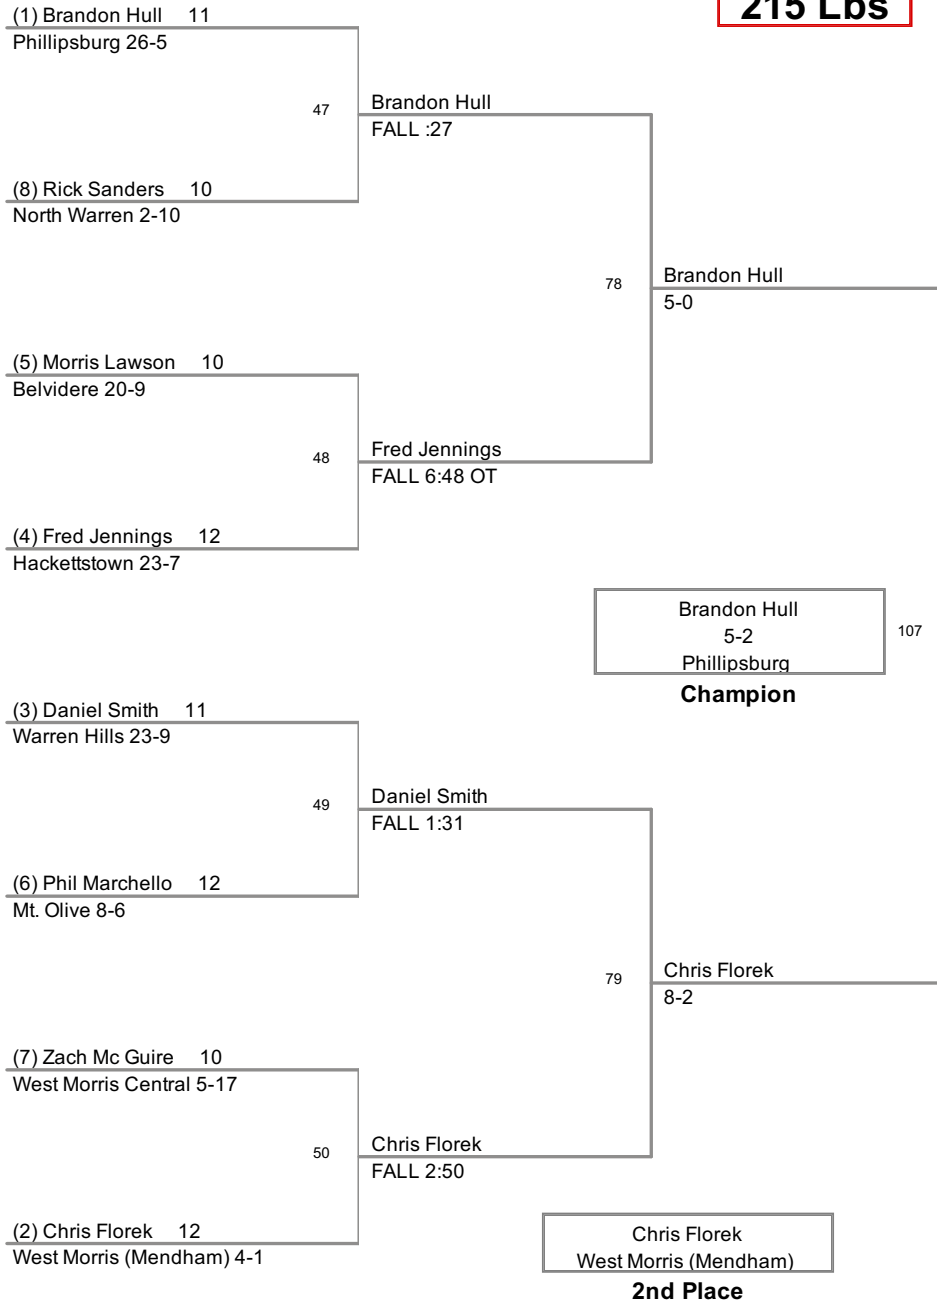 215 Lbs
(1) Brandon Hull 11
Phillipsburg 26-5
47
Brandon Hull
FALL :27
(8) Rick Sanders 10
North Warren 2-10
78
Brandon Hull
5-0
(5) Morris Lawson 10
Belvidere 20-9
48
Fred Jennings
FALL 6:48 OT
(4) Fred Jennings 12
Hackettstown 23-7
Brandon Hull
5-2
Phillipsburg
107
Champion
(3) Daniel Smith 11
Warren Hills 23-9
49
Daniel Smith
FALL 1:31
(6) Phil Marchello 12
Mt. Olive 8-6
79
Chris Florek
8-2
(7) Zach Mc Guire 10
West Morris Central 5-17
50
Chris Florek
FALL 2:50
(2) Chris Florek 12
West Morris (Mendham) 4-1
Chris Florek
West Morris (Mendham)
2nd Place